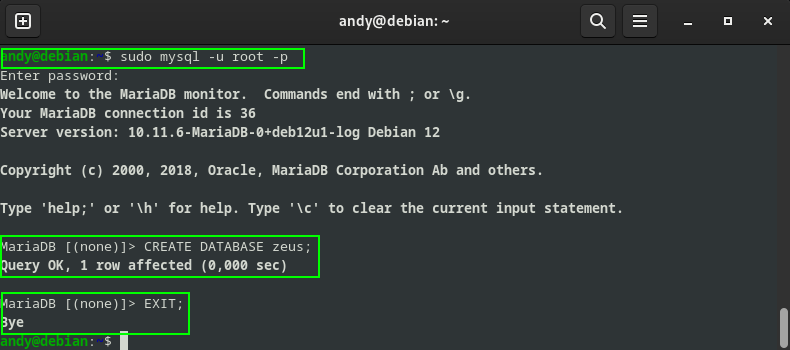 andy@debian: ~
andy@debian:~$ sudo mysql -u root -p
Enter password:
Welcome to the MariaDB monitor.  Commands end with ; or \g.
Your MariaDB connection id is 36
Server version: 10.11.6-MariaDB-0+deb12u1-log Debian 12
Copyright (c) 2000, 2018, Oracle, MariaDB Corporation Ab and others.
Type 'help;' or '\h' for help. Type '\c' to clear the current input statement.
MariaDB [(none)]> CREATE DATABASE zeus;
Query OK, 1 row affected (0,000 sec)
MariaDB [(none)]> EXIT;
Bye
andy@debian:~$